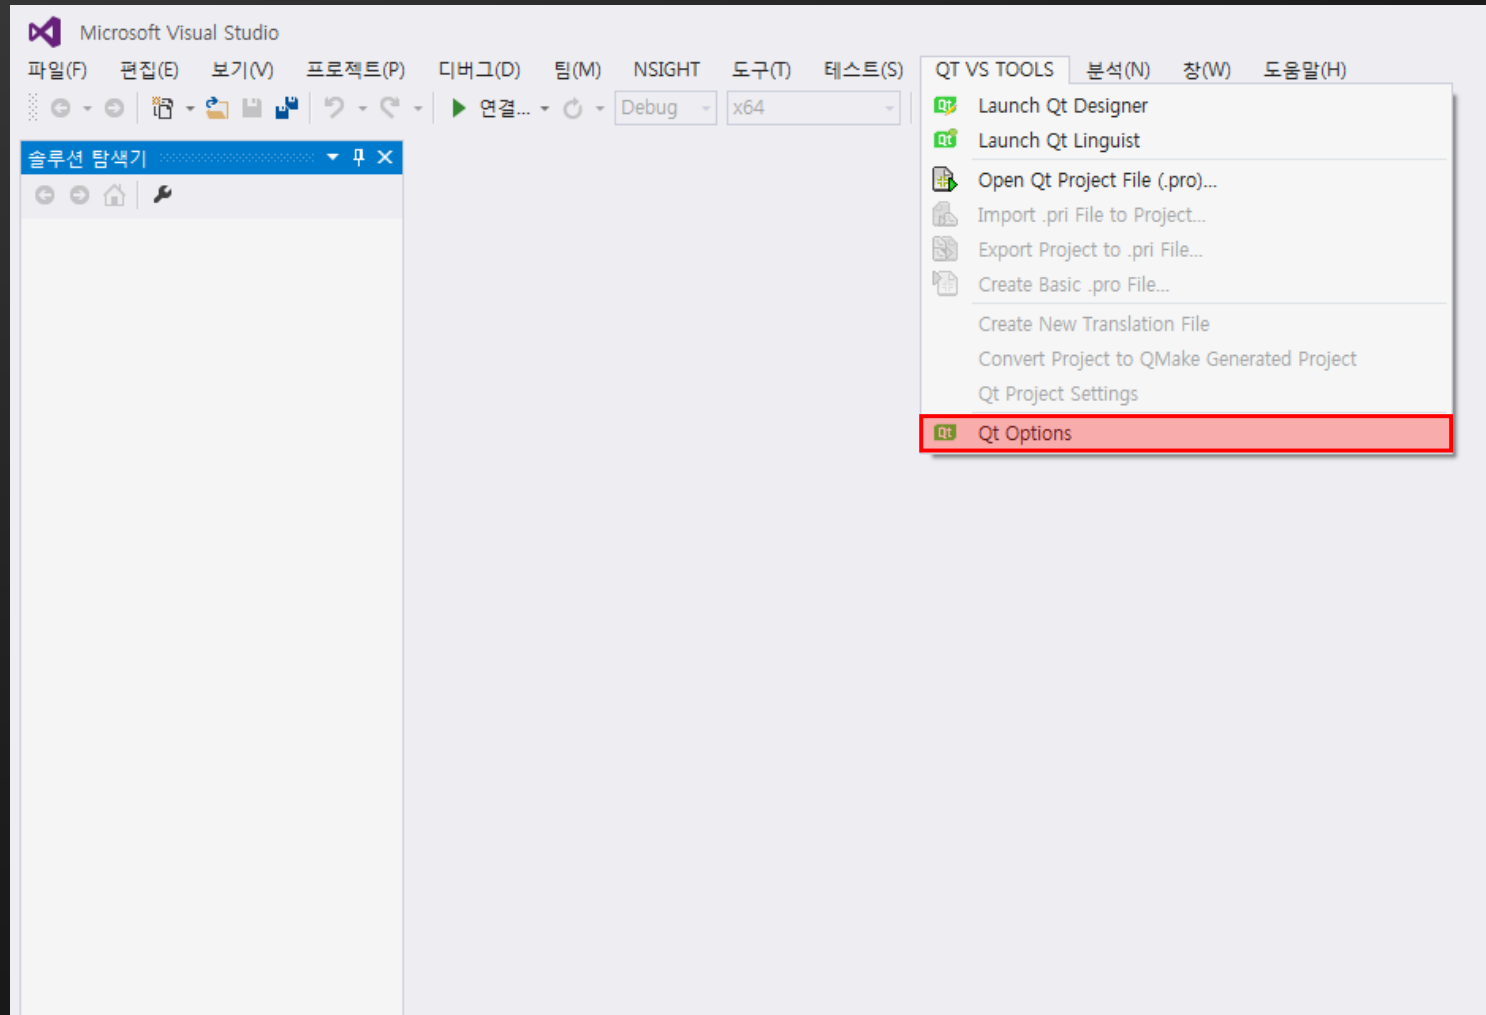 Microsoft Visual Studio
파일(F) 편집(E) 보기(V) 프로젝트(P) 디버그(D) 팀(M) NSIGHT 도구(T) 테스트(S) QT VS TOOLS 분석(N) 창(W) 도움말(H)
연결... Debug x64
솔루션 탐색기
Launch Qt Designer
Launch Qt Linguist
Open Qt Project File (.pro)...
Import .pri File to Project...
Export Project to .pri File...
Create Basic .pro File...
Create New Translation File
Convert Project to QMake Generated Project
Qt Project Settings
Qt Options